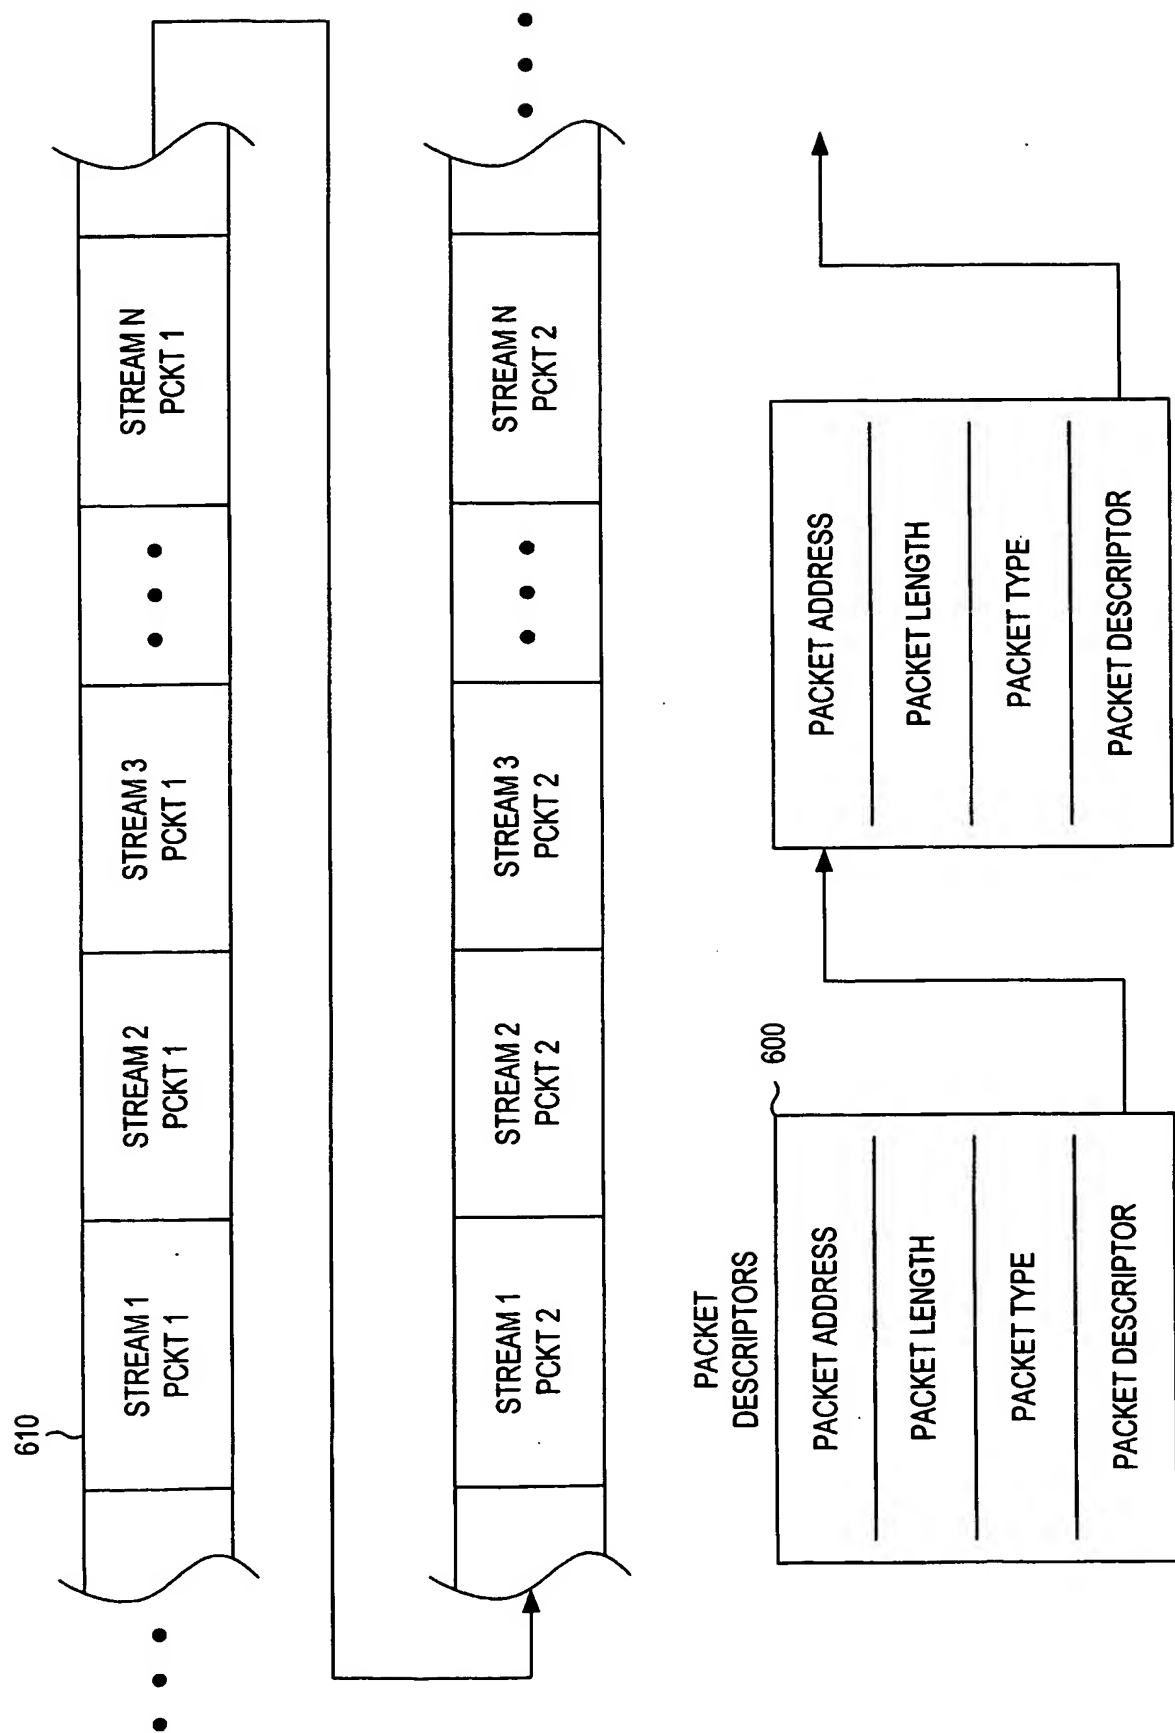 610
STREAM 1
PCKT 1
STREAM 2
PCKT 1
STREAM 3
PCKT 1
STREAM N
PCKT 1
STREAM 1
PCKT 2
STREAM 2
PCKT 2
STREAM 3
PCKT 2
STREAM N
PCKT 2
PACKET
DESCRIPTORS
600
PACKET ADDRESS
PACKET LENGTH
PACKET TYPE
PACKET DESCRIPTOR
PACKET ADDRESS
PACKET LENGTH
PACKET TYPE
PACKET DESCRIPTOR